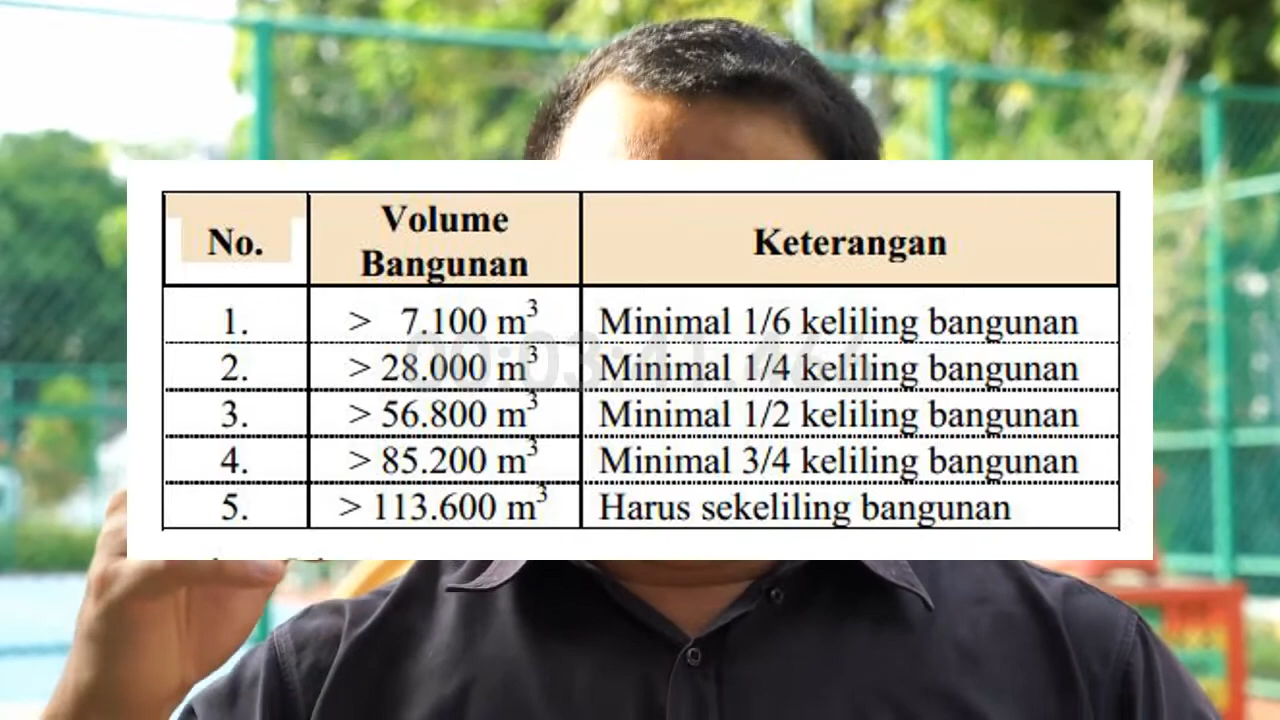 No. Volume Bangunan Keterangan
1. > 7.100 m³ Minimal 1/6 keliling bangunan
2. > 28.000 m³ Minimal 1/4 keliling bangunan
3. > 56.800 m³ Minimal 1/2 keliling bangunan
4. > 85.200 m³ Minimal 3/4 keliling bangunan
5. > 113.600 m³ Harus sekeliling bangunan